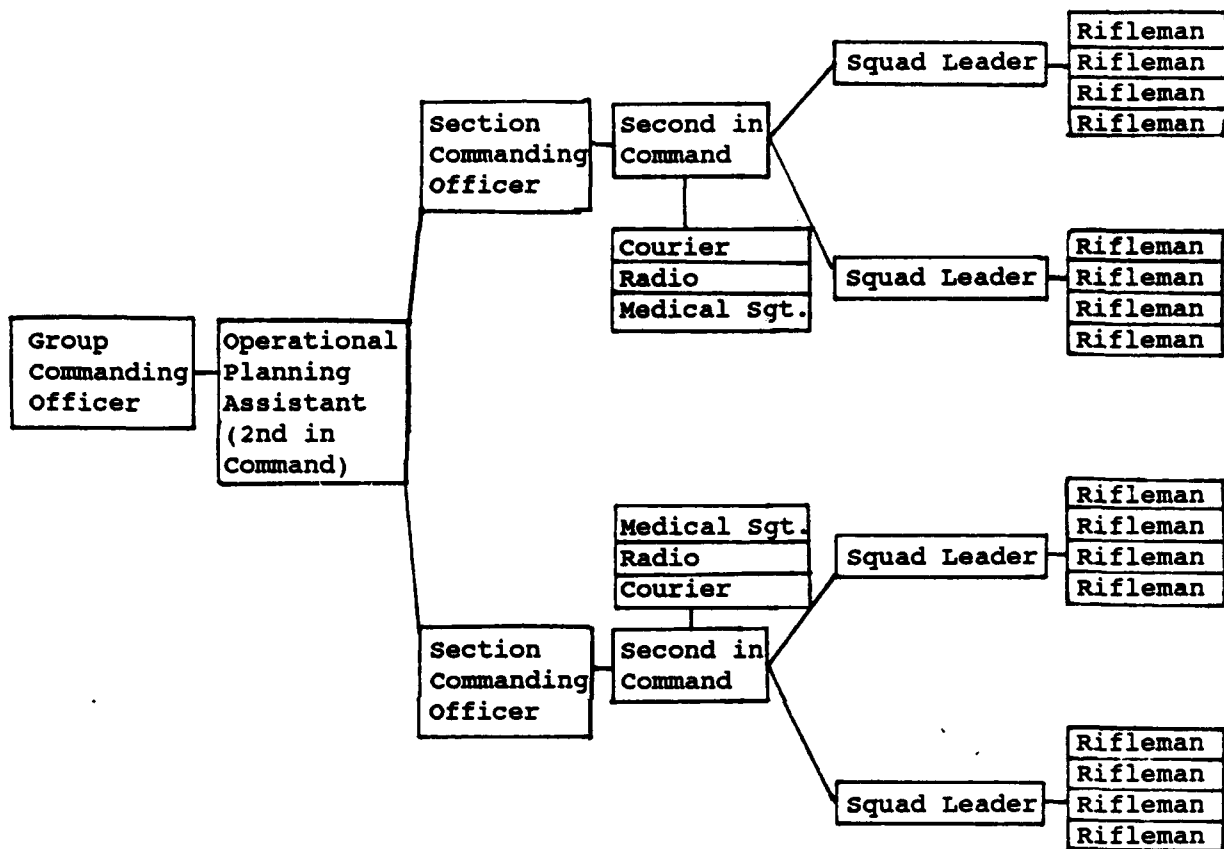 Group
Commanding
Officer
Operational
Planning
Assistant
(2nd in
Command)
Section
Commanding
Officer
Second in
Command
Courier
Radio
Medical Sgt.
Squad Leader
Rifleman
Rifleman
Rifleman
Rifleman
Squad Leader
Rifleman
Rifleman
Rifleman
Rifleman
Section
Commanding
Officer
Medical Sgt.
Radio
Courier
Second in
Command
Squad Leader
Rifleman
Rifleman
Rifleman
Rifleman
Squad Leader
Rifleman
Rifleman
Rifleman
Rifleman